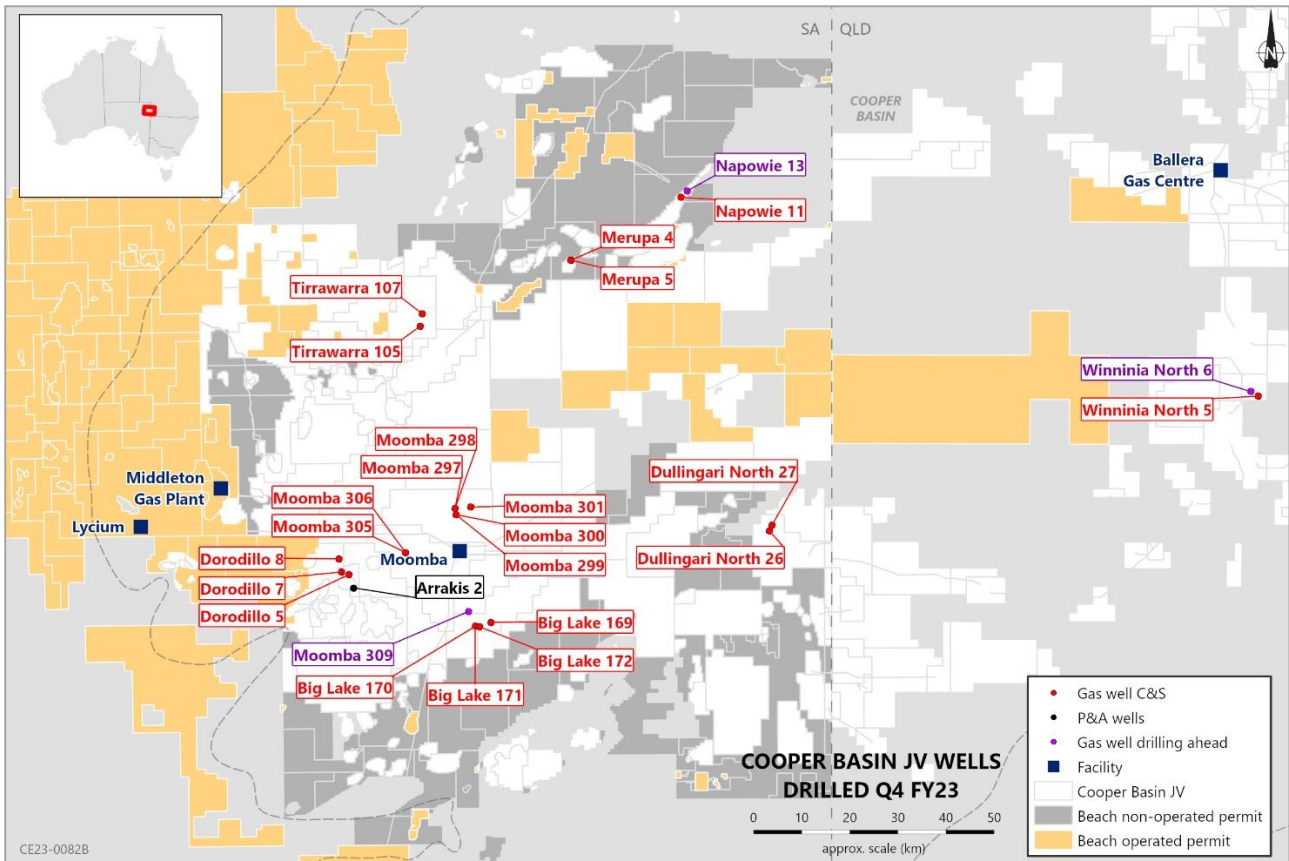 SA
QLD
N
COOPER
BASIN
Ballera
Gas Centre
Napowie 13
Napowie 11
Merupa 4
Merupa 5
Tirrawarra 107
Tirrawarra 105
Winninia North 6
Winninia North 5
Moomba 298
Moomba 297
Dullingari North 27
Middleton
Gas Plant
Moomba 306
Moomba 301
Moomba 305
Lycium
Moomba 300
Moomba
Moomba 299
Dullingari North 26
Dorodillo 8
Dorodillo 7
Arrakis 2
Dorodillo 5
Big Lake 169
Moomba 309
Big Lake 172
Big Lake 170
Big Lake 171
Gas well C&S
P&A wells
Gas well drilling ahead
Facility
Cooper Basin JV
Beach non-operated permit
Beach operated permit
COOPER BASIN JV WELLS
DRILLED Q4 FY23
0 10 20 30 40 50
approx. scale (km)
CE23-0082B